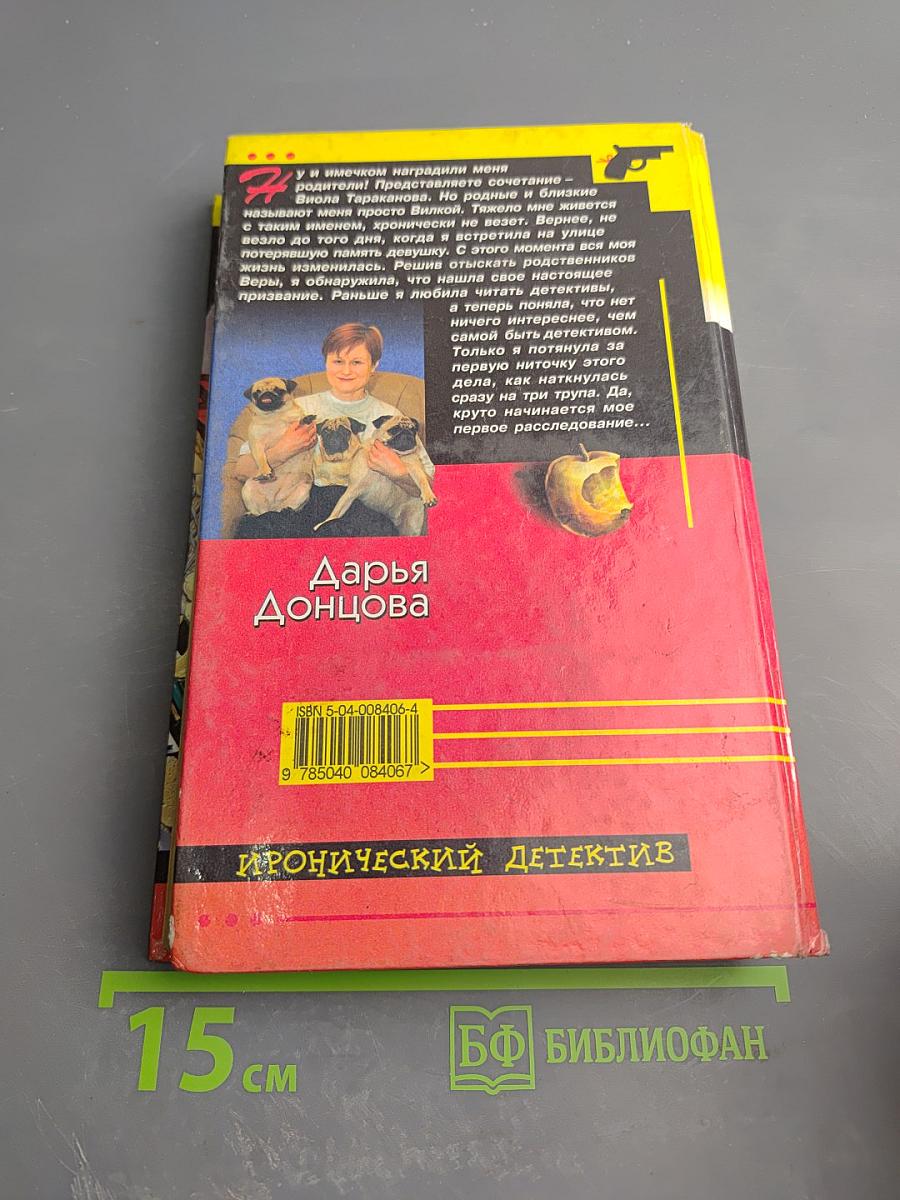 Ну и имечком наградили меня
родители! Представляете сочетание –
Виола Тараканова. Но родные и близкие
называют меня просто Вилкой. Тяжело мне живется
с таким именем, хронически не везет. Вернее, не
везло до того дня, когда я встретила на улице
потерявшую память девушку. С этого момента вся моя
жизнь изменилась. Решив отыскать родственников
Веры, я обнаружила, что нашла свое настоящее
призвание. Раньше я любила читать детективы,
а теперь поняла, что нет
ничего интереснее, чем
самой быть детективом.
Только я потянула за
первую ниточку этого
дела, как наткнулась
сразу на три трупа. Да,
круто начинается мое
первое расследование...
Дарья
Донцова
ISBN 5-04-008406-4
9 785040 084067 >
ИРОНИЧЕСКИЙ ДЕТЕКТИВ
15 см
БФ БИБЛИОФАН